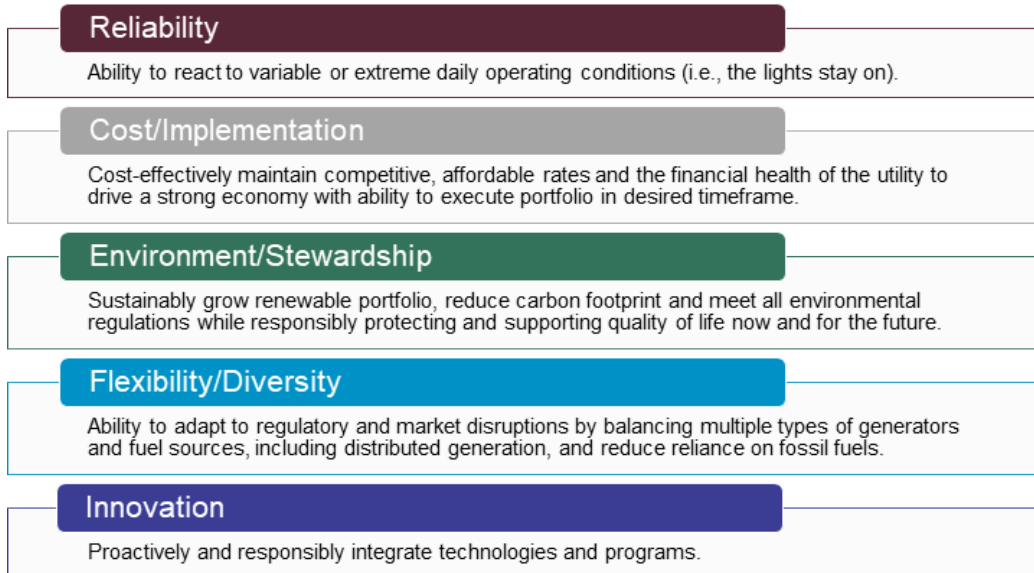 Reliability
Ability to react to variable or extreme daily operating conditions (i.e., the lights stay on).
Cost/Implementation
Cost-effectively maintain competitive, affordable rates and the financial health of the utility to
drive a strong economy with ability to execute portfolio in desired timeframe.
Environment/Stewardship
Sustainably grow renewable portfolio, reduce carbon footprint and meet all environmental
regulations while responsibly protecting and supporting quality of life now and for the future.
Flexibility/Diversity
Ability to adapt to regulatory and market disruptions by balancing multiple types of generators
and fuel sources, including distributed generation, and reduce reliance on fossil fuels.
Innovation
Proactively and responsibly integrate technologies and programs.